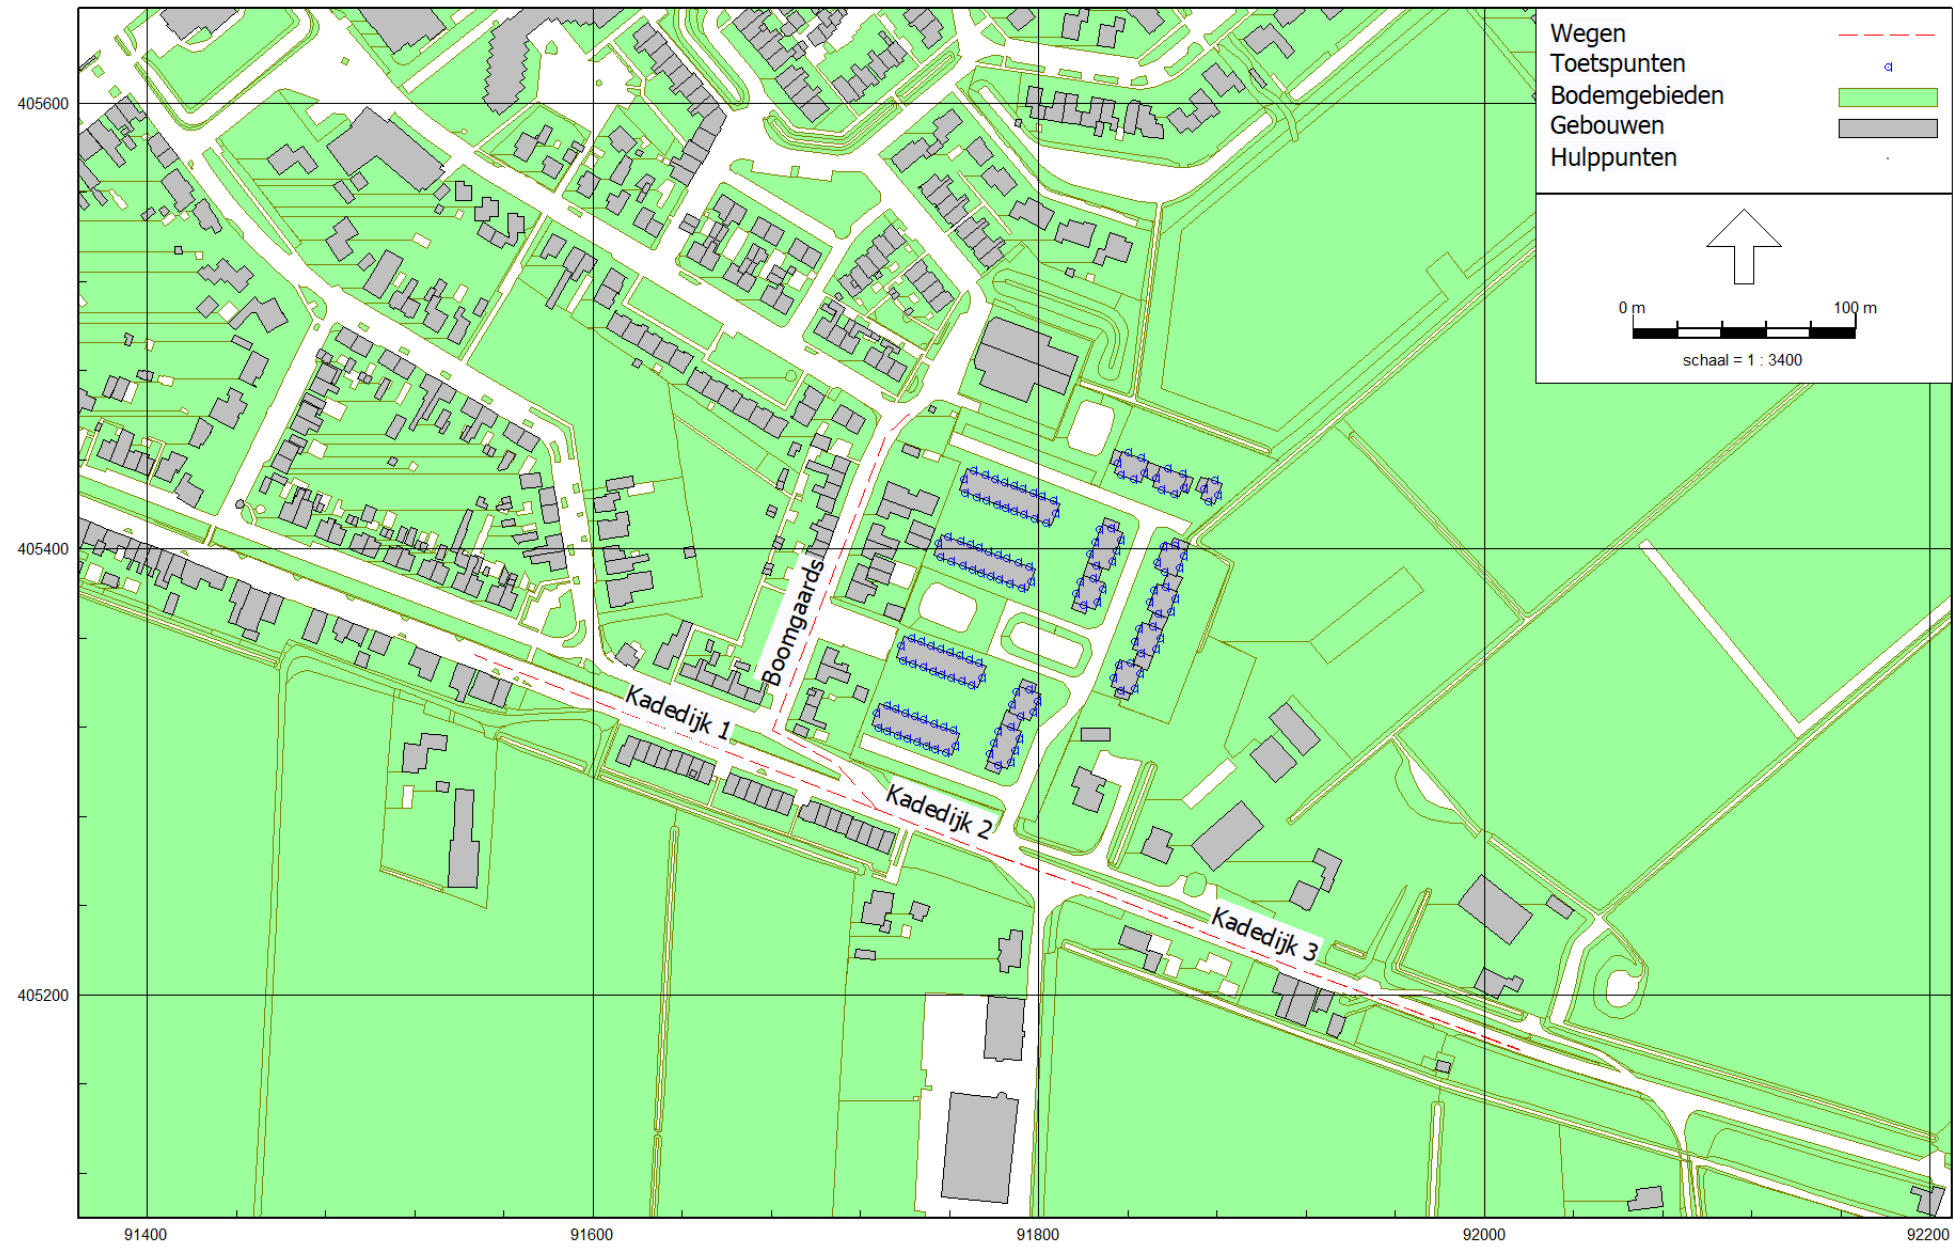 Wegen
Toetspunten
Bodemgebieden
Gebouwen
Hulppunten
0 m 100 m
schaal = 1 : 3400
405600
405400
405200
Boomgaards
Kadedijk 1
Kadedijk 2
Kadedijk 3
91400 91600 91800 92000 92200